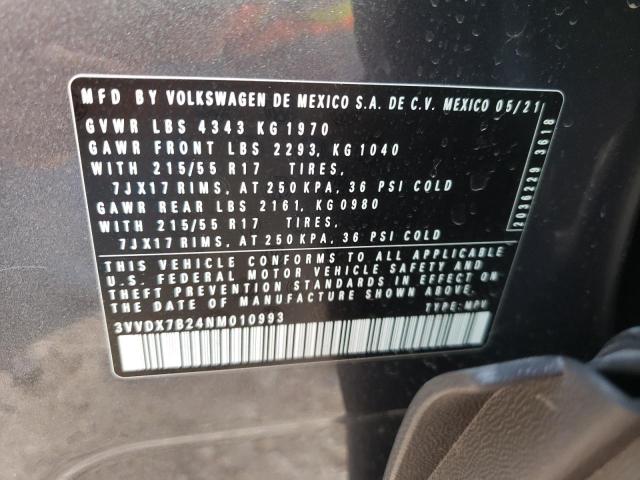 MFD BY VOLKSWAGEN DE MEXICO S.A. DE C.V. MEXICO 05/21
GVWR LBS 4343 KG 1970
GAWR FRONT LBS 2293, KG 1040
WITH 215/55 R17 TIRES,
7JX17 RIMS, AT 250 KPA, 36 PSI COLD
GAWR REAR LBS 2161, KG 0980
WITH 215/55 R17 TIRES,
7JX17 RIMS, AT 250 KPA, 36 PSI COLD
THIS VEHICLE CONFORMS TO ALL APPLICABLE
U.S. FEDERAL MOTOR VEHICLE SAFETY AND
THEFT PREVENTION STANDARDS IN EFFECT ON
THE DATE OF MANUFACTURE SHOWN ABOVE.
3VVDX7B24NM010993 TYPE: MPV
2036229 3618